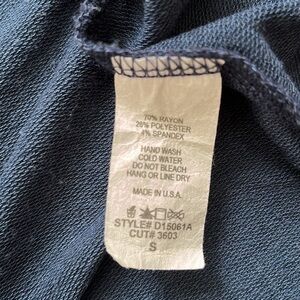 70% RAYON
26% POLYESTER
4% SPANDEX
HAND WASH
COLD WATER
DO NOT BLEACH
HANG OR LINE DRY
MADE IN U.S.A.
STYLE# D15061A
CUT# 3603
S